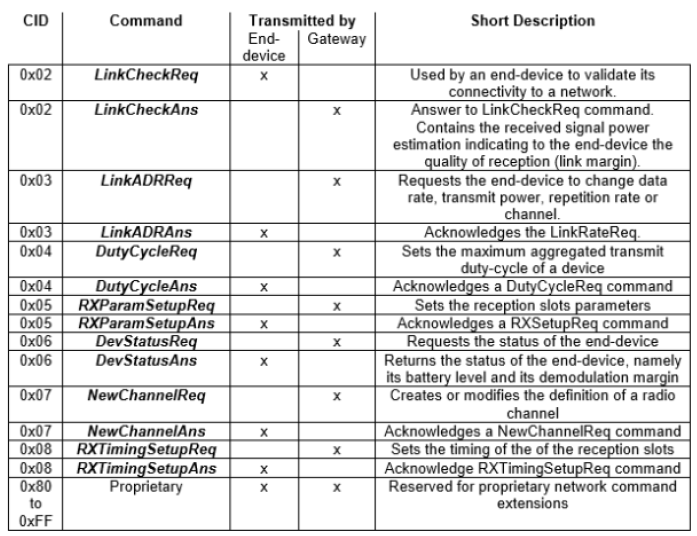 CID Command Transmitted by Short Description
End- Gateway
device
0x02 LinkCheckReq x Used by an end-device to validate its
connectivity to a network.
0x02 LinkCheckAns x Answer to LinkCheckReq command.
Contains the received signal power
estimation indicating to the end-device the
quality of reception (link margin).
0x03 LinkADRReq x Requests the end-device to change data
rate, transmit power, repetition rate or
channel.
0x03 LinkADRAns x Acknowledges the LinkRateReq.
0x04 DutyCycleReq x Sets the maximum aggregated transmit
duty-cycle of a device
0x04 DutyCycleAns x Acknowledges a DutyCycleReq command
0x05 RXParamSetupReq x Sets the reception slots parameters
0x05 RXParamSetupAns x Acknowledges a RXSetupReq command
0x06 DevStatusReq x Requests the status of the end-device
0x06 DevStatusAns x Returns the status of the end-device, namely
its battery level and its demodulation margin
0x07 NewChannelReq x Creates or modifies the definition of a radio
channel
0x07 NewChannelAns x Acknowledges a NewChannelReq command
0x08 RXTimingSetupReq x Sets the timing of the of the reception slots
0x08 RXTimingSetupAns x Acknowledge RXTimingSetupReq command
0x80 Proprietary x x Reserved for proprietary network command
to extensions
0xFF